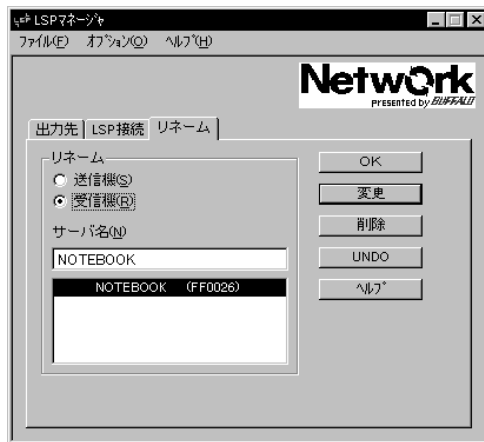 LSPマネージャ
ファイル(F) オプション(O) ヘルプ(H)
Network
Presented by BUFFALO
出力先 LSP接続 リネーム
リネーム
送信機(S)
受信機(R)
サーバ名(N)
NOTEBOOK
NOTEBOOK (FF0026)
OK
変更
削除
UNDO
ヘルプ